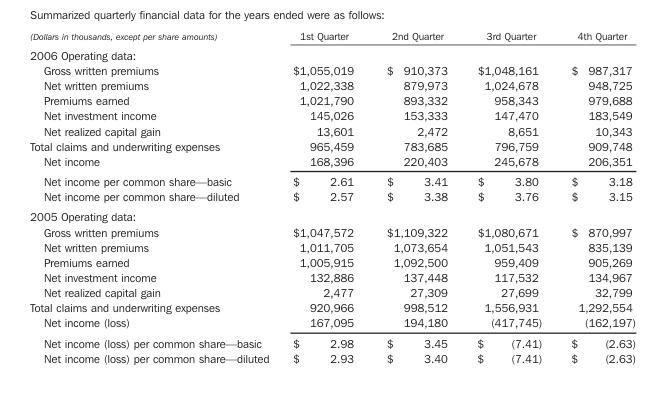 Summarized quarterly financial data for the years ended were as follows:
(Dollars in thousands, except per share amounts) 1st Quarter 2nd Quarter 3rd Quarter 4th Quarter
2006 Operating data:
Gross written premiums $1,055,019 $ 910,373 $1,048,161 $ 987,317
Net written premiums 1,022,338 879,973 1,024,678 948,725
Premiums earned 1,021,790 893,332 958,343 979,688
Net investment income 145,026 153,333 147,470 183,549
Net realized capital gain 13,601 2,472 8,651 10,343
Total claims and underwriting expenses 965,459 783,685 796,759 909,748
Net income 168,396 220,403 245,678 206,351
Net income per common share—basic $ 2.61 $ 3.41 $ 3.80 $ 3.18
Net income per common share—diluted $ 2.57 $ 3.38 $ 3.76 $ 3.15
2005 Operating data:
Gross written premiums $1,047,572 $1,109,322 $1,080,671 $ 870,997
Net written premiums 1,011,705 1,073,654 1,051,543 835,139
Premiums earned 1,005,915 1,092,500 959,409 905,269
Net investment income 132,886 137,448 117,532 134,967
Net realized capital gain 2,477 27,309 27,699 32,799
Total claims and underwriting expenses 920,966 998,512 1,556,931 1,292,554
Net income (loss) 167,095 194,180 (417,745) (162,197)
Net income (loss) per common share—basic $ 2.98 $ 3.45 $ (7.41) $ (2.63)
Net income (loss) per common share—diluted $ 2.93 $ 3.40 $ (7.41) $ (2.63)